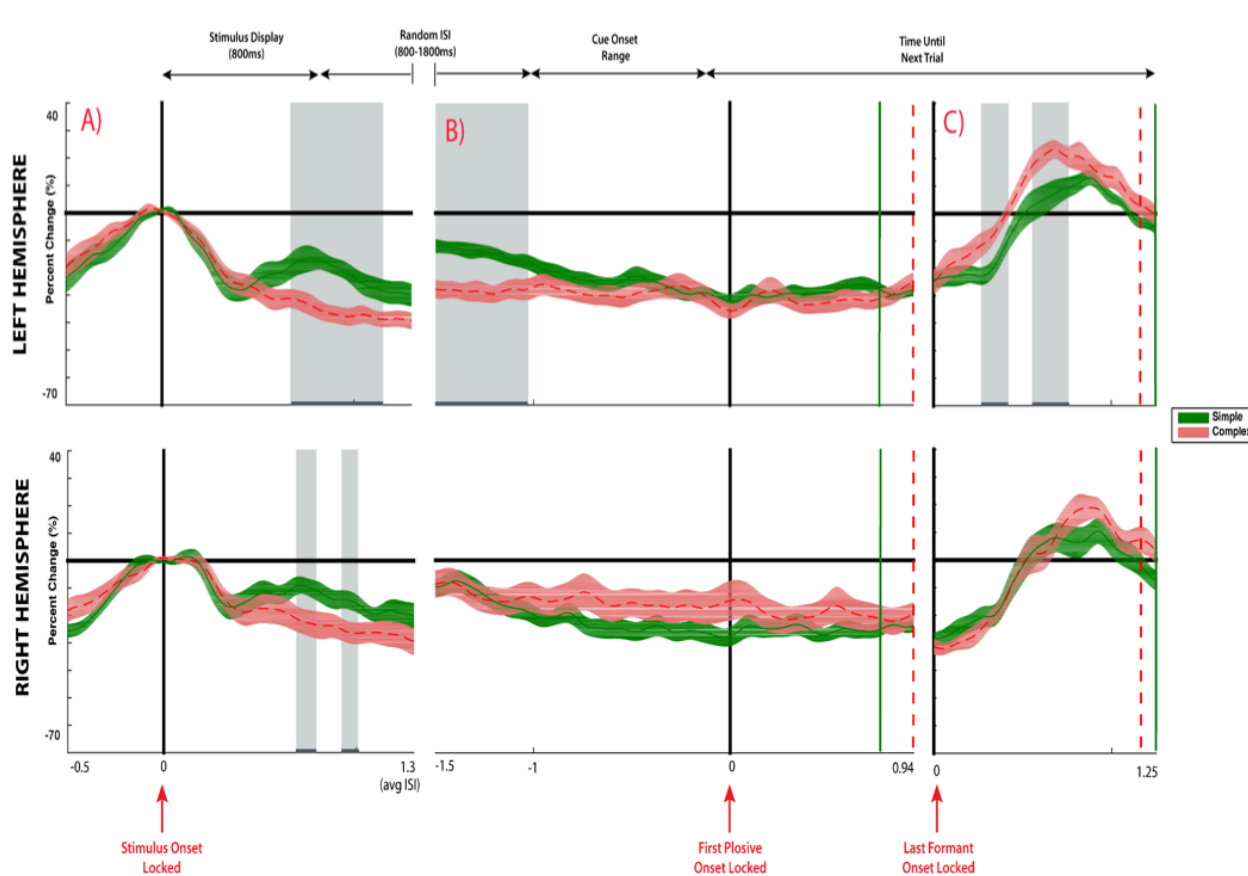 Stimulus Display
(800ms)
Random ISI
(800-1800ms)
Cue Onset
Range
Time Until
Next Trial
LEFT HEMISPHERE
Percent Change (%)
40
-70
A)
B)
C)
Simple
Complex
RIGHT HEMISPHERE
Percent Change (%)
40
-70
-0.5
0
1.3
(avg ISI)
-1.5
-1
0
0.94
0
1.25
Stimulus Onset
Locked
First Plosive
Onset Locked
Last Formant
Onset Locked